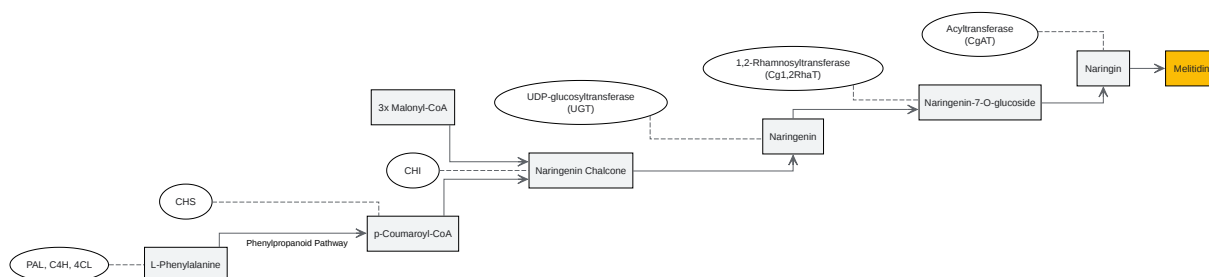 Acyltransferase
(CgAT)
Naringin
Melitidin
1,2-Rhamnosyltransferase
(Cg1,2RhaT)
Naringenin-7-O-glucoside
3x Malonyl-CoA
UDP-glucosyltransferase
(UGT)
Naringenin
CHI
Naringenin Chalcone
CHS
p-Coumaroyl-CoA
Phenylpropanoid Pathway
PAL, C4H, 4CL
L-Phenylalanine